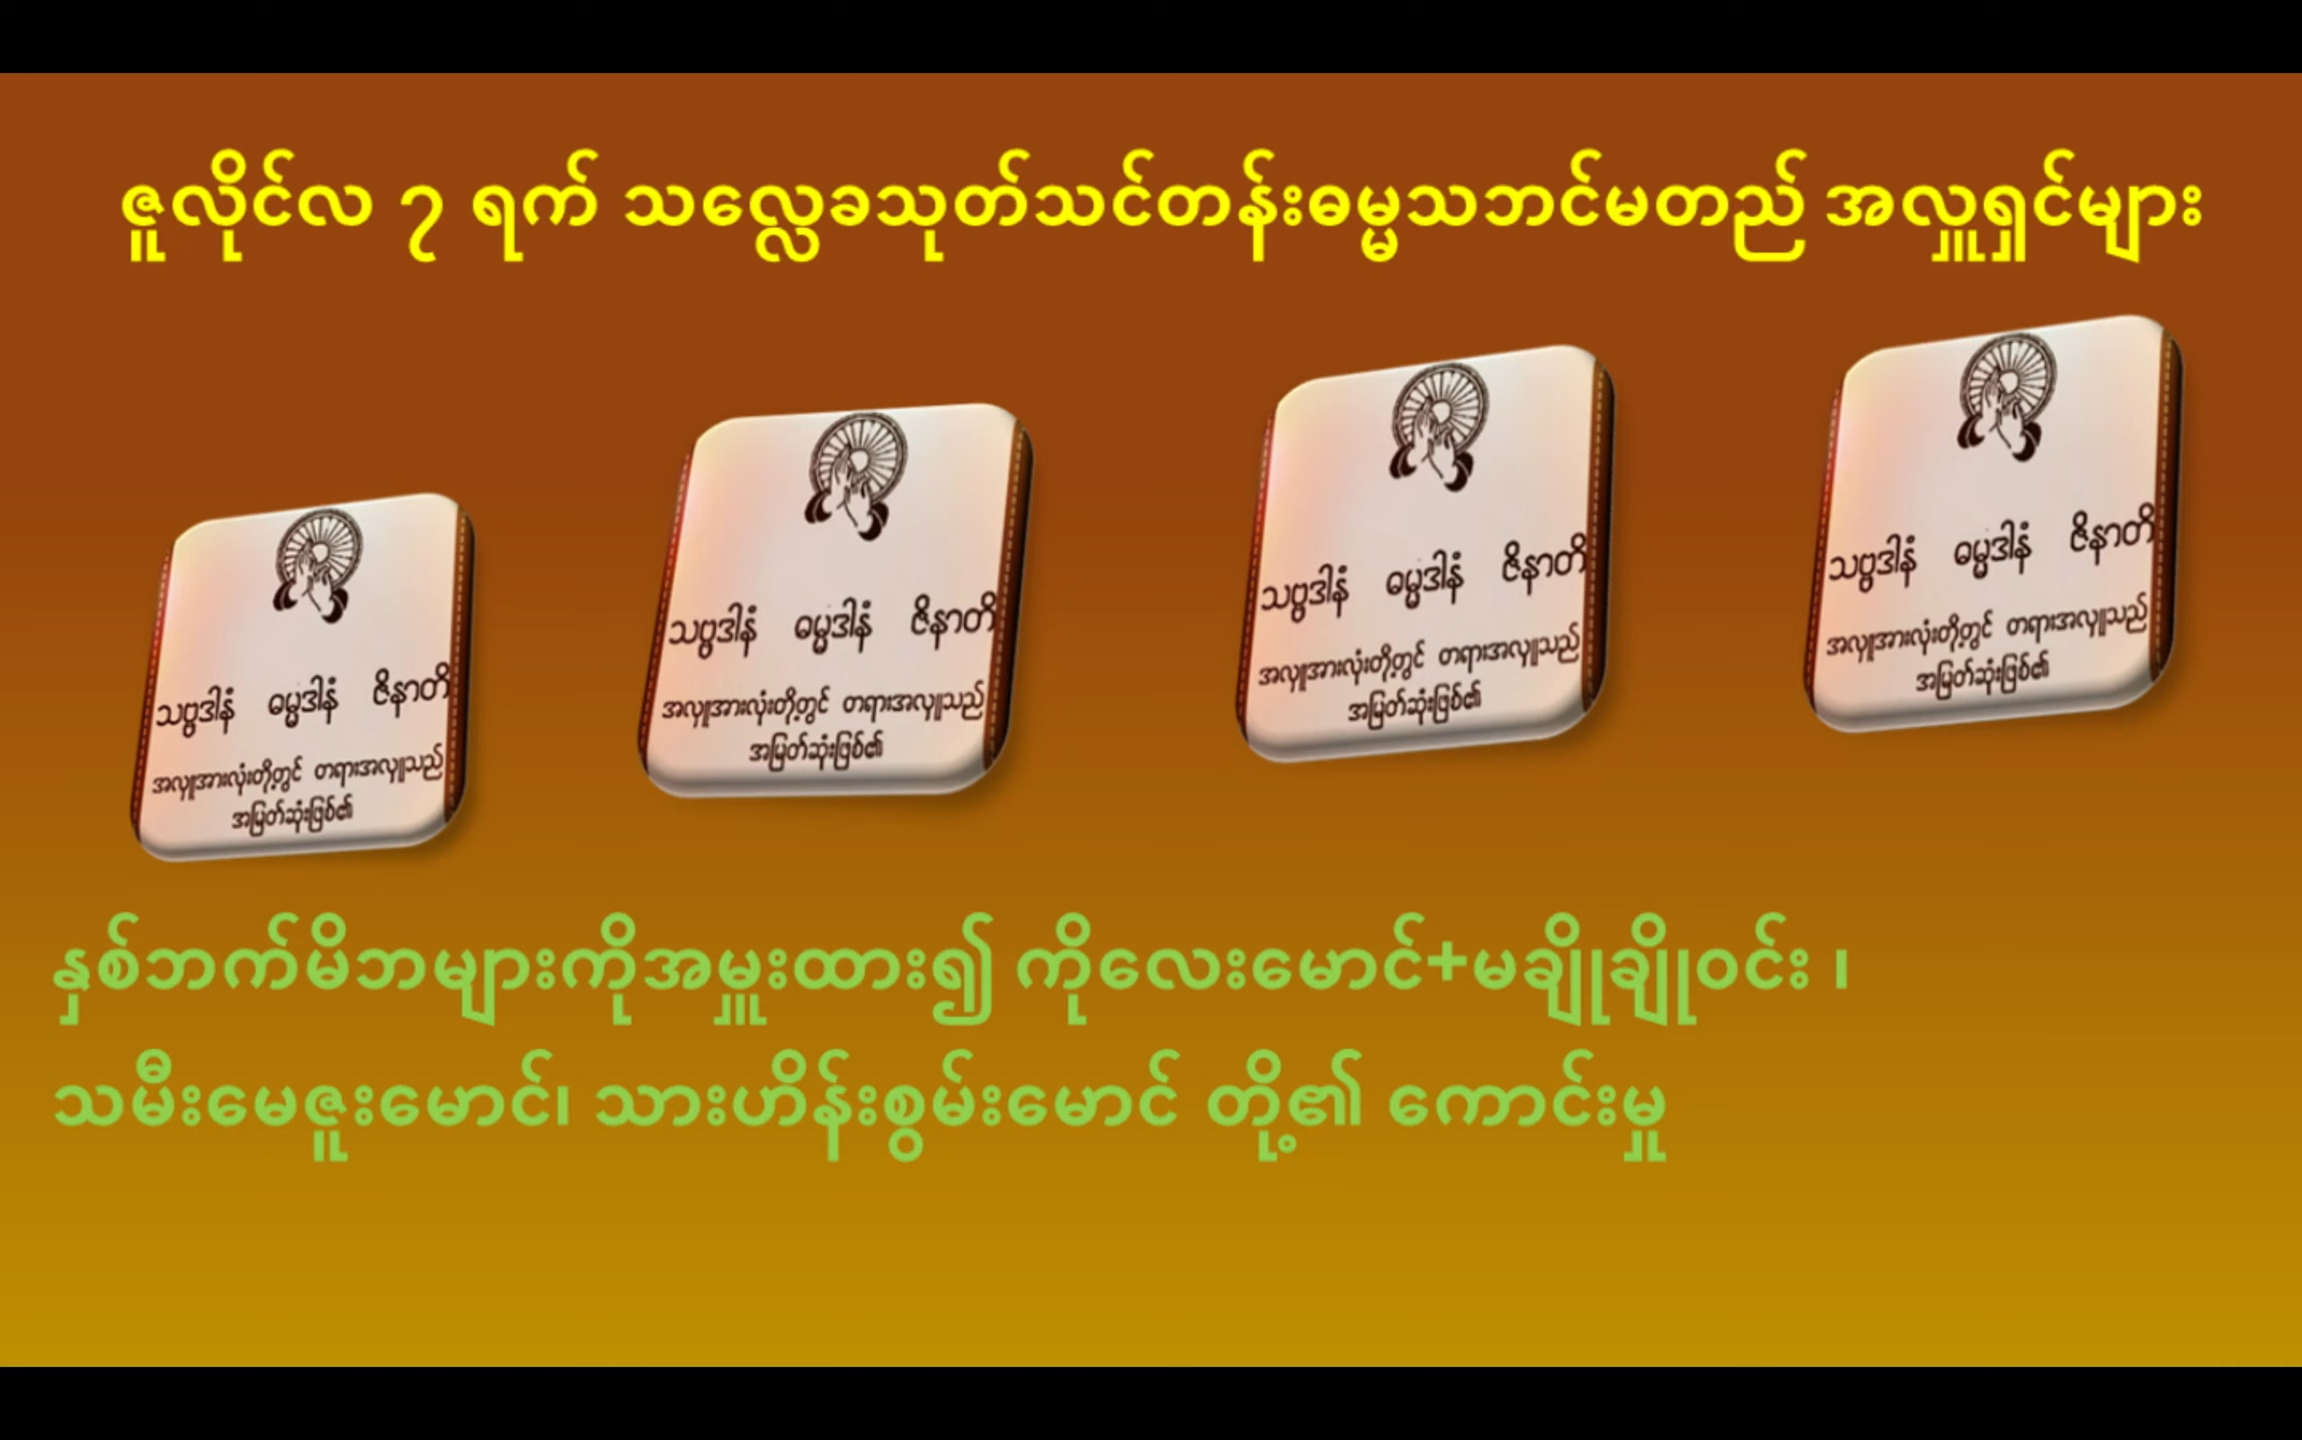 ဇူလိုင်လ ၇ ရက် သလ္လေခသုတ်သင်တန်းဓမ္မသဘင်မတည် အလှူရှင်များ
သဗ္ဗဒါနံ ဓမ္မဒါနံ ဇိနာတိ
အလှူအားလုံးတို့တွင် တရားအလှူသည်
အမြတ်ဆုံးဖြစ်၏
သဗ္ဗဒါနံ ဓမ္မဒါနံ ဇိနာတိ
အလှူအားလုံးတို့တွင် တရားအလှူသည်
အမြတ်ဆုံးဖြစ်၏
သဗ္ဗဒါနံ ဓမ္မဒါနံ ဇိနာတိ
အလှူအားလုံးတို့တွင် တရားအလှူသည်
အမြတ်ဆုံးဖြစ်၏
သဗ္ဗဒါနံ ဓမ္မဒါနံ ဇိနာတိ
အလှူအားလုံးတို့တွင် တရားအလှူသည်
အမြတ်ဆုံးဖြစ်၏
နှစ်ဘက်မိဘများကိုအမှူးထား၍ ကိုလေးမောင်+မချိုချိုဝင်း ၊
သမီးမေဇူးမောင်၊ သားဟိန်းစွမ်းမောင် တို့၏ ကောင်းမှု